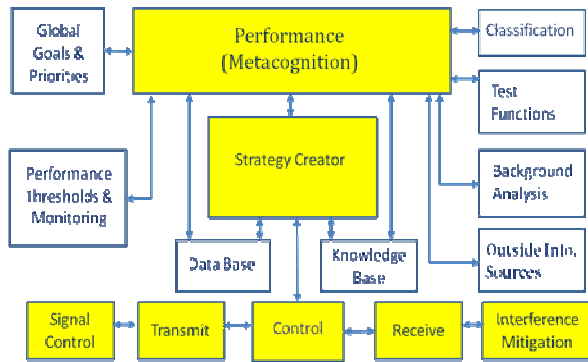 Global
Goals &
Priorities
Performance
(Metacognition)
Classification
Test
Functions
Performance
Thresholds &
Monitoring
Strategy Creator
Background
Analysis
Data Base
Knowledge
Base
Outside Info.
Sources
Signal
Control
Transmit
Control
Receive
Interference
Mitigation